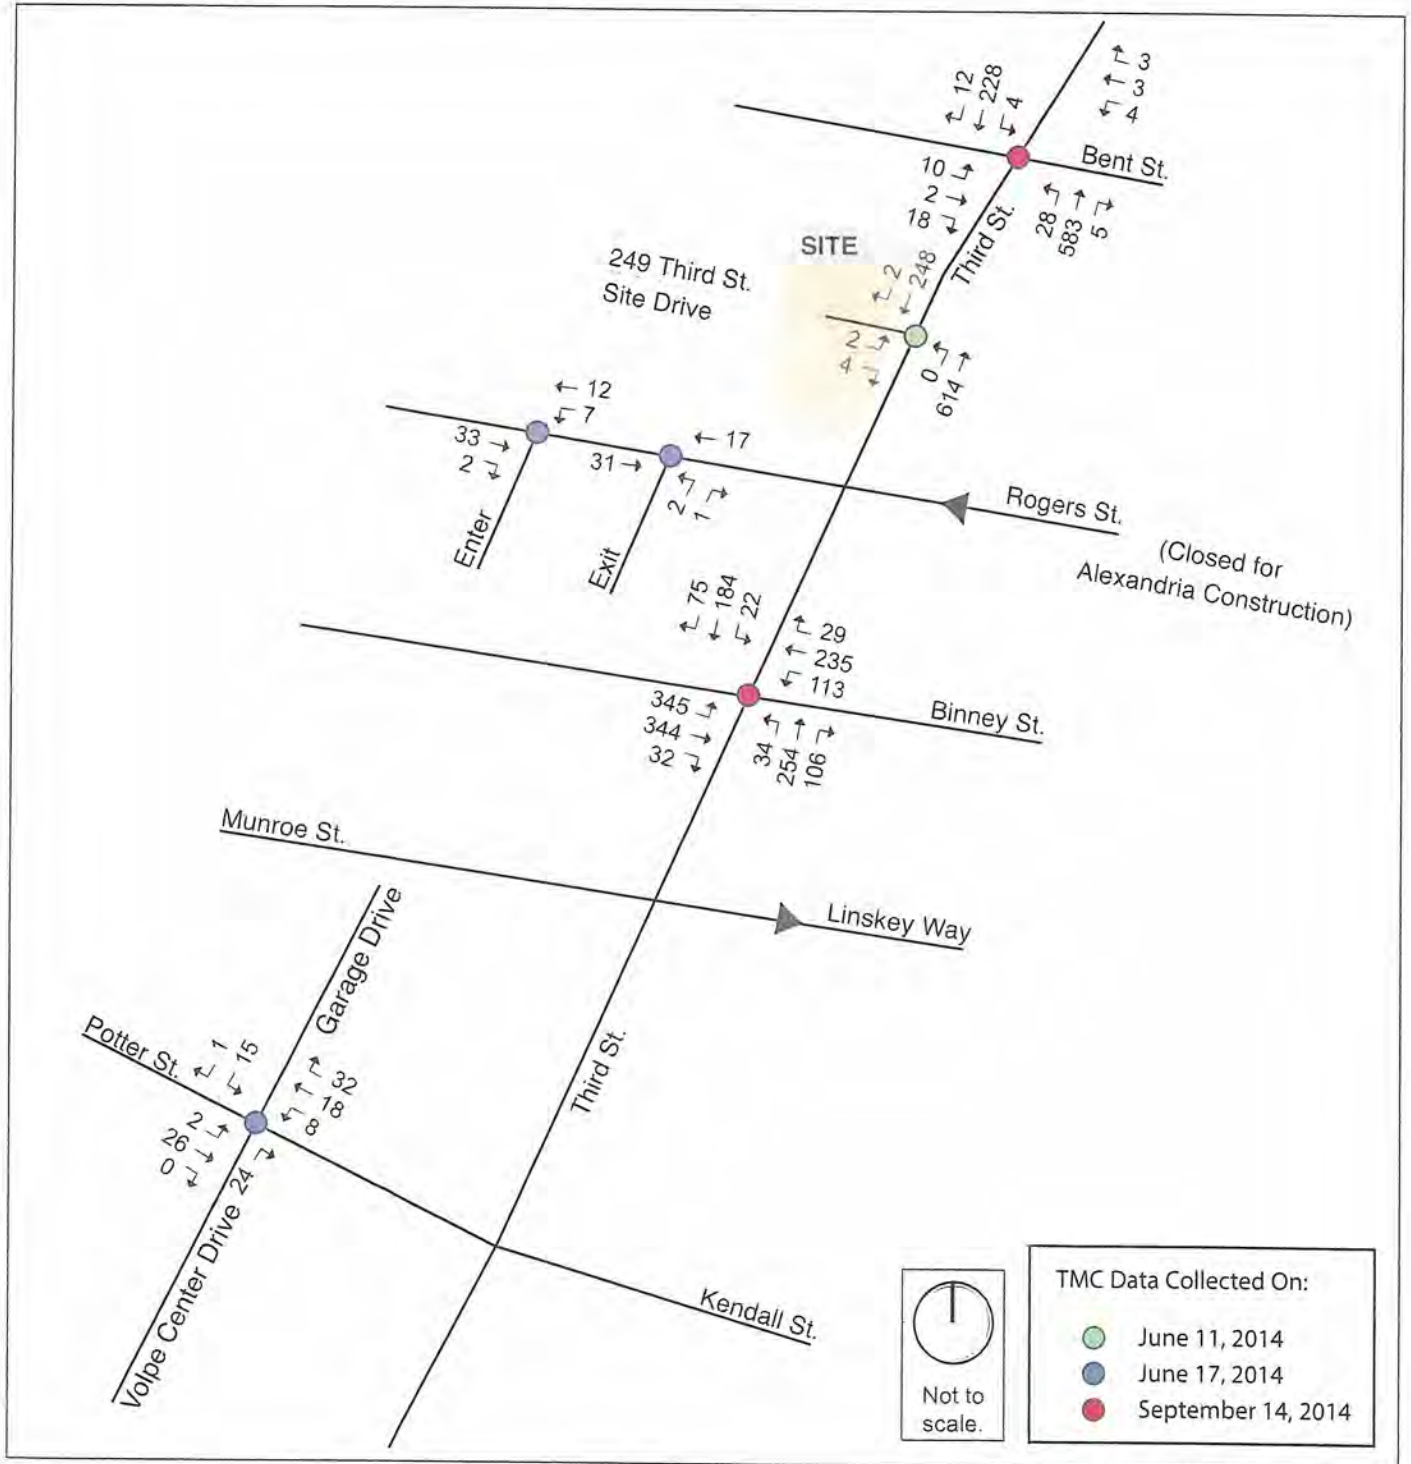 12
228
4
3
3
4
Bent St.
10
2
18
28
583
5
Third St.
SITE
249 Third St.
Site Drive
2
248
2
4
0
614
12
7
33
2
17
31
2
1
Enter
Exit
Rogers St.
(Closed for
Alexandria Construction)
75
184
22
29
235
113
345
344
32
34
254
106
Binney St.
Munroe St.
Linskey Way
Garage Drive
Potter St.
1
15
32
18
8
2
26
0
24
Volpe Center Drive
Third St.
Kendall St.
Not to
scale.
TMC Data Collected On:
June 11, 2014
June 17, 2014
September 14, 2014